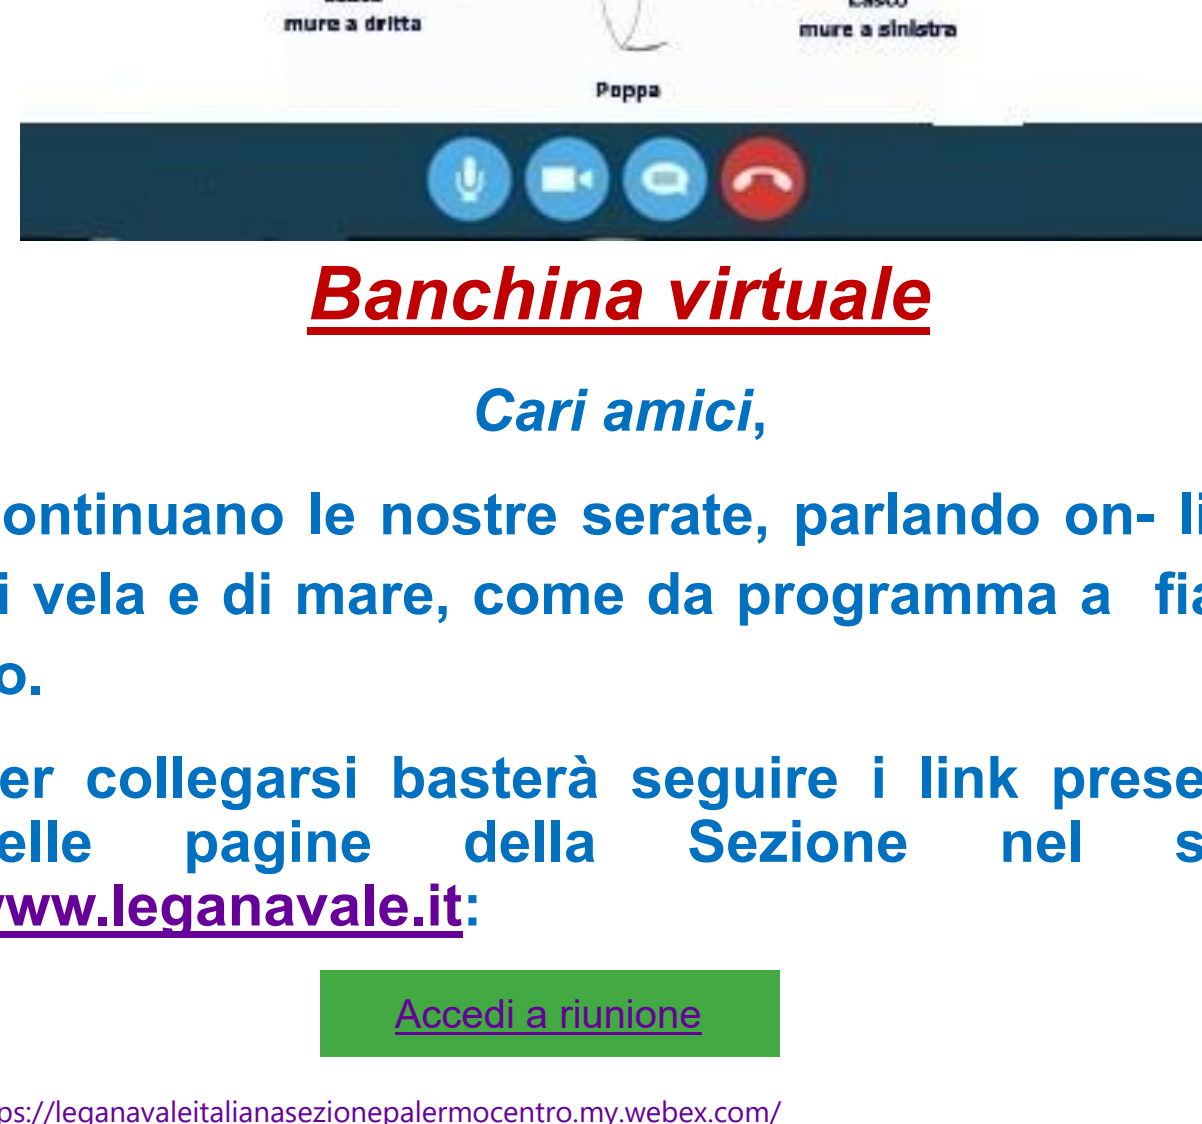 mure a dritta
Lasco
mure a sinistra
Poppa
Banchina virtuale
Cari amici,
ontinuano le nostre serate, parlando on- li
i vela e di mare, come da programma a fia
o.
er collegarsi basterà seguire i link prese
elle pagine della Sezione nel s
www.leganavale.it:
Accedi a riunione
ps://leganavaleitalianasezionepalermocentro.my.webex.com/